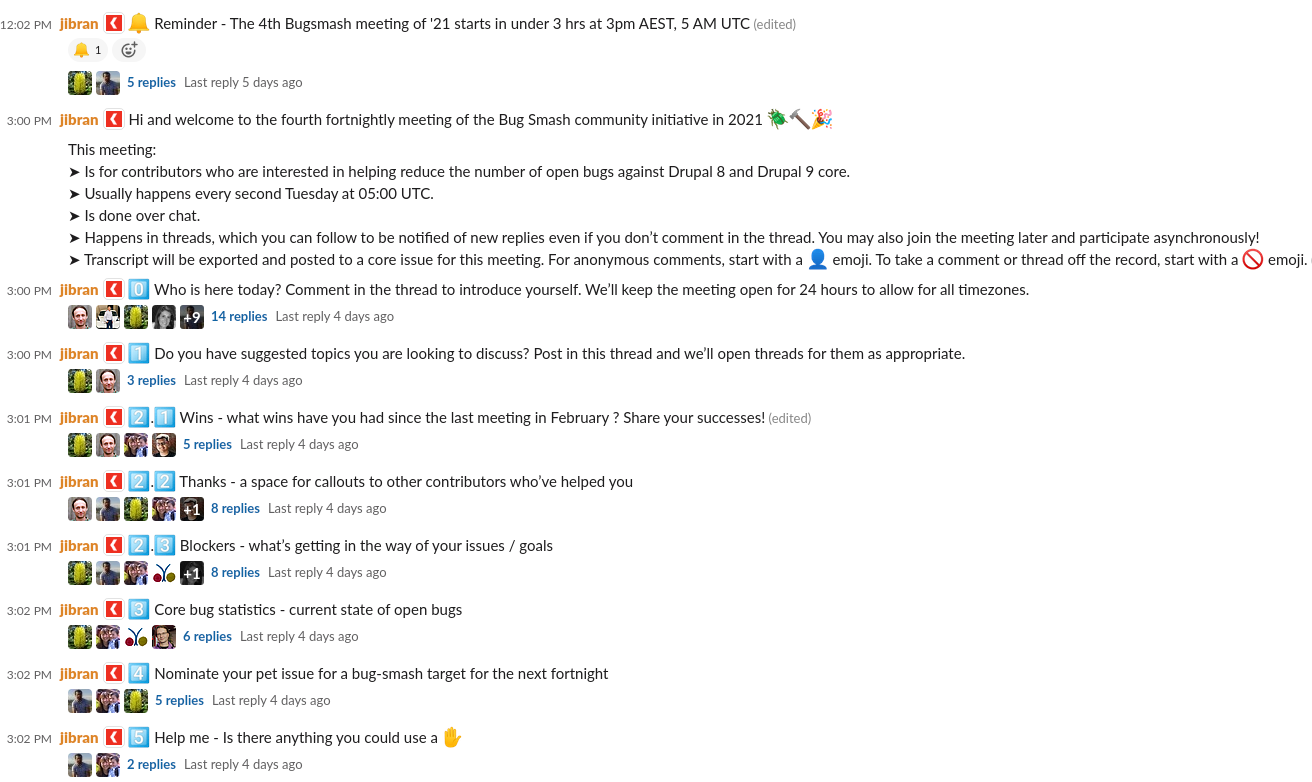 12:02 PM jibran 🔔 Reminder - The 4th Bugsmash meeting of '21 starts in under 3 hrs at 3pm AEST, 5 AM UTC (edited)
🔔 1
5 replies Last reply 5 days ago
3:00 PM jibran Hi and welcome to the fourth fortnightly meeting of the Bug Smash community initiative in 2021 🪲🔨🎉
This meeting:
➤ Is for contributors who are interested in helping reduce the number of open bugs against Drupal 8 and Drupal 9 core.
➤ Usually happens every second Tuesday at 05:00 UTC.
➤ Is done over chat.
➤ Happens in threads, which you can follow to be notified of new replies even if you don’t comment in the thread. You may also join the meeting later and participate asynchronously!
➤ Transcript will be exported and posted to a core issue for this meeting. For anonymous comments, start with a 👤 emoji. To take a comment or thread off the record, start with a 🚫 emoji.
3:00 PM jibran 0️⃣ Who is here today? Comment in the thread to introduce yourself. We’ll keep the meeting open for 24 hours to allow for all timezones.
+9 14 replies Last reply 4 days ago
3:00 PM jibran 1️⃣ Do you have suggested topics you are looking to discuss? Post in this thread and we’ll open threads for them as appropriate.
3 replies Last reply 4 days ago
3:01 PM jibran 2️⃣.1️⃣ Wins - what wins have you had since the last meeting in February ? Share your successes! (edited)
5 replies Last reply 4 days ago
3:01 PM jibran 2️⃣.2️⃣ Thanks - a space for callouts to other contributors who’ve helped you
+1 8 replies Last reply 4 days ago
3:01 PM jibran 2️⃣.3️⃣ Blockers - what’s getting in the way of your issues / goals
+1 8 replies Last reply 4 days ago
3:02 PM jibran 3️⃣ Core bug statistics - current state of open bugs
6 replies Last reply 4 days ago
3:02 PM jibran 4️⃣ Nominate your pet issue for a bug-smash target for the next fortnight
5 replies Last reply 4 days ago
3:02 PM jibran 5️⃣ Help me - Is there anything you could use a ✋
2 replies Last reply 4 days ago